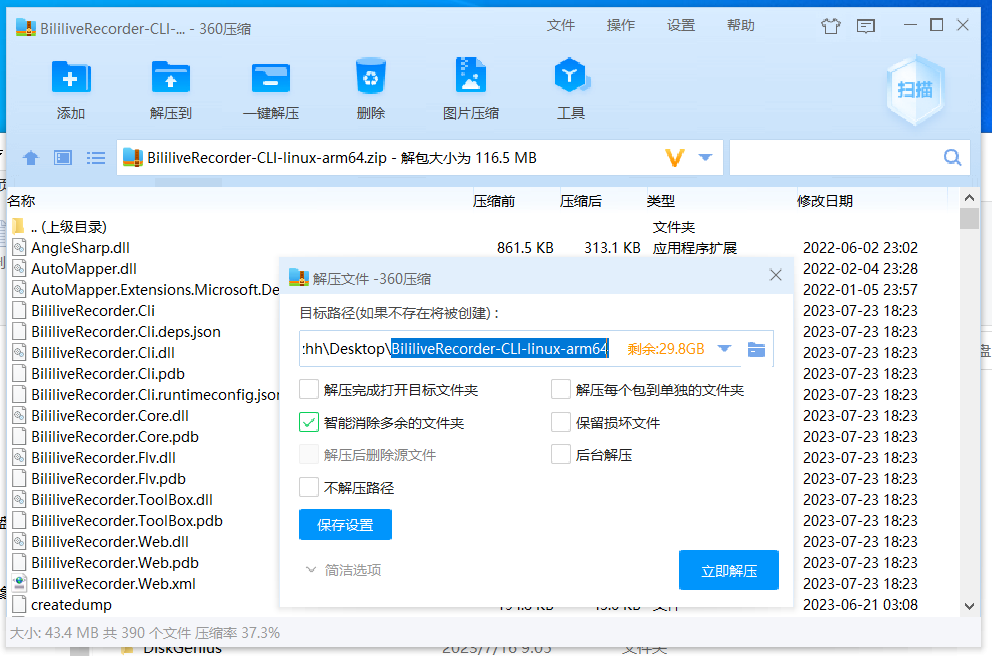 BililiveRecorder-CLI-... - 360压缩
文件 操作 设置 帮助
添加 解压到 一键解压 删除 图片压缩 工具 扫描
BililiveRecorder-CLI-linux-arm64.zip - 解包大小为 116.5 MB
名称 压缩前 压缩后 类型 修改日期
.. (上级目录) 文件夹
AngleSharp.dll 861.5 KB 313.1 KB 应用程序扩展 2022-06-02 23:02
AutoMapper.dll 2022-02-04 23:28
AutoMapper.Extensions.Microsoft.De 2022-01-05 23:57
BililiveRecorder.Cli 2023-07-23 18:23
BililiveRecorder.Cli.deps.json 2023-07-23 18:23
BililiveRecorder.Cli.dll 2023-07-23 18:23
BililiveRecorder.Cli.pdb 2023-07-23 18:23
BililiveRecorder.Cli.runtimeconfig.json 2023-07-23 18:23
BililiveRecorder.Core.dll 2023-07-23 18:23
BililiveRecorder.Core.pdb 2023-07-23 18:23
BililiveRecorder.Flv.dll 2023-07-23 18:23
BililiveRecorder.Flv.pdb 2023-07-23 18:23
BililiveRecorder.ToolBox.dll 2023-07-23 18:23
BililiveRecorder.ToolBox.pdb 2023-07-23 18:23
BililiveRecorder.Web.dll 2023-07-23 18:23
BililiveRecorder.Web.pdb 2023-07-23 18:23
BililiveRecorder.Web.xml 2023-07-23 18:23
createdump 2023-06-21 03:08
解压文件 -360压缩
目标路径(如果不存在将被创建)：
:hh\Desktop\BililiveRecorder-CLI-linux-arm64 剩余:29.8GB
解压完成打开目标文件夹 解压每个包到单独的文件夹
智能消除多余的文件夹 保留损坏文件
解压后删除源文件 后台解压
不解压路径
保存设置
简洁选项 立即解压
大小: 43.4 MB 共 390 个文件 压缩率 37.3%
DiskGenius 2023/7/16 9:05 文件夹